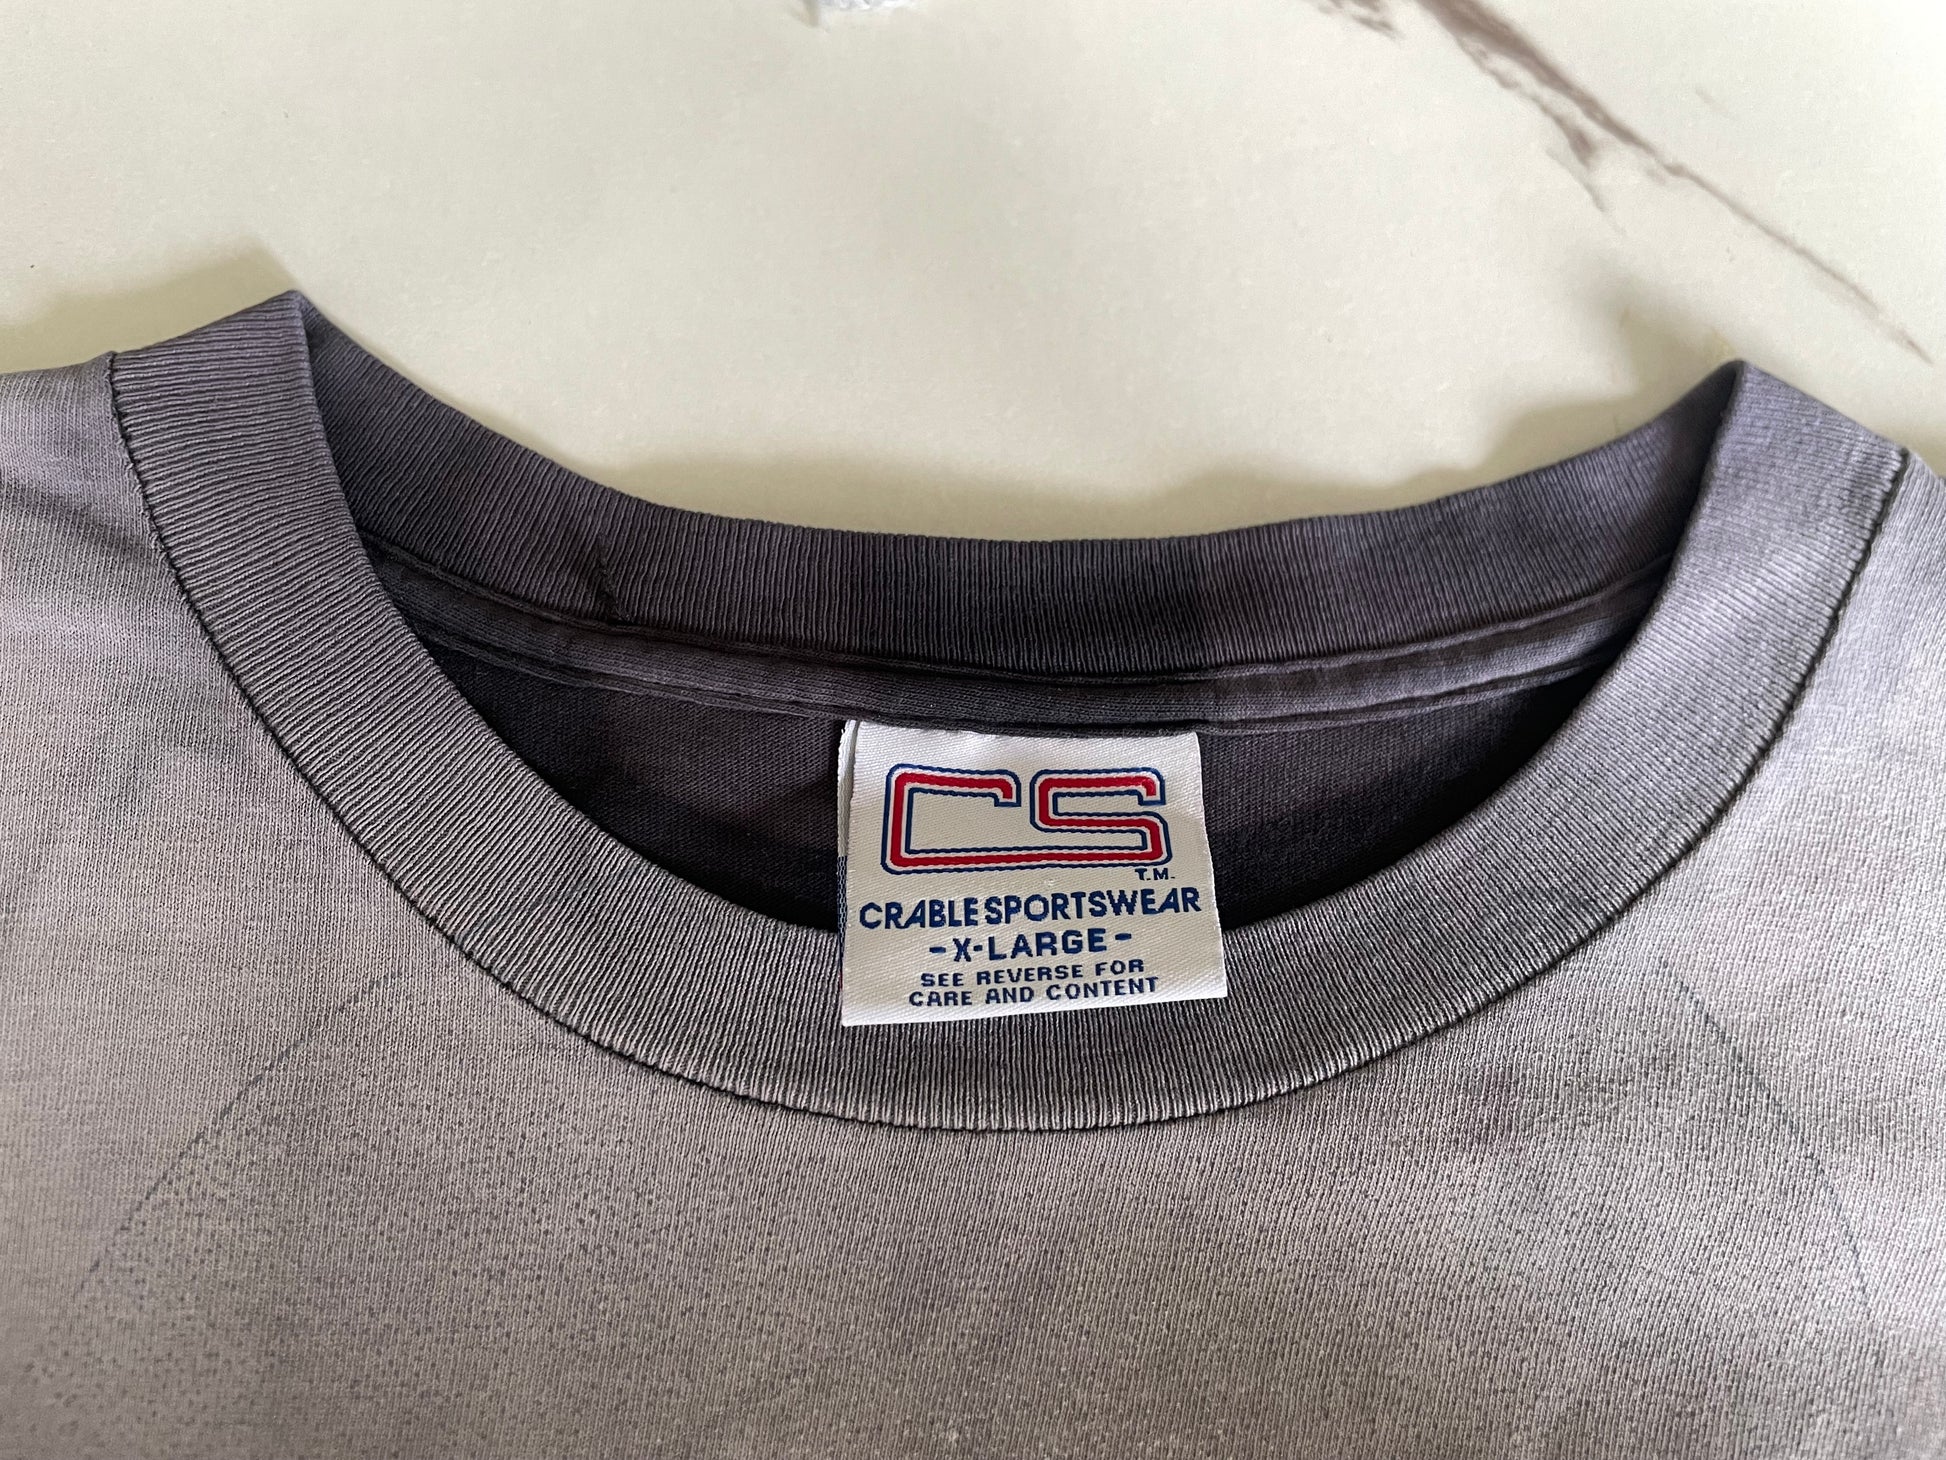 CS
T.M.
CRABLE SPORTSWEAR
-X-LARGE-
SEE REVERSE FOR
CARE AND CONTENT